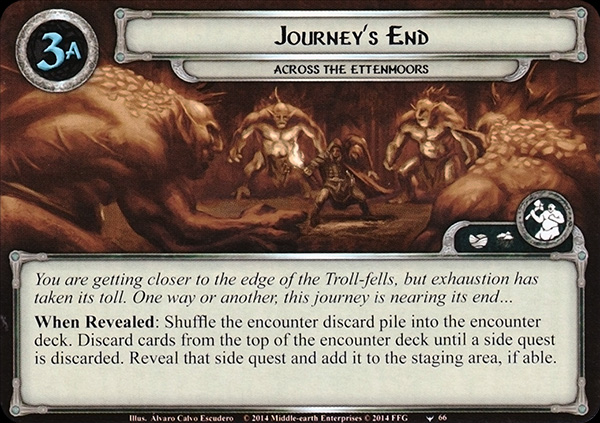 3A
JOURNEY'S END
ACROSS THE ETTENMOORS
You are getting closer to the edge of the Troll-fells, but exhaustion has
taken its toll. One way or another, this journey is nearing its end...
When Revealed: Shuffle the encounter discard pile into the encounter
deck. Discard cards from the top of the encounter deck until a side quest
is discarded. Reveal that side quest and add it to the staging area, if able.
Illus. Álvaro Calvo Escudero © 2014 Middle-earth Enterprises © 2014 FFG 66